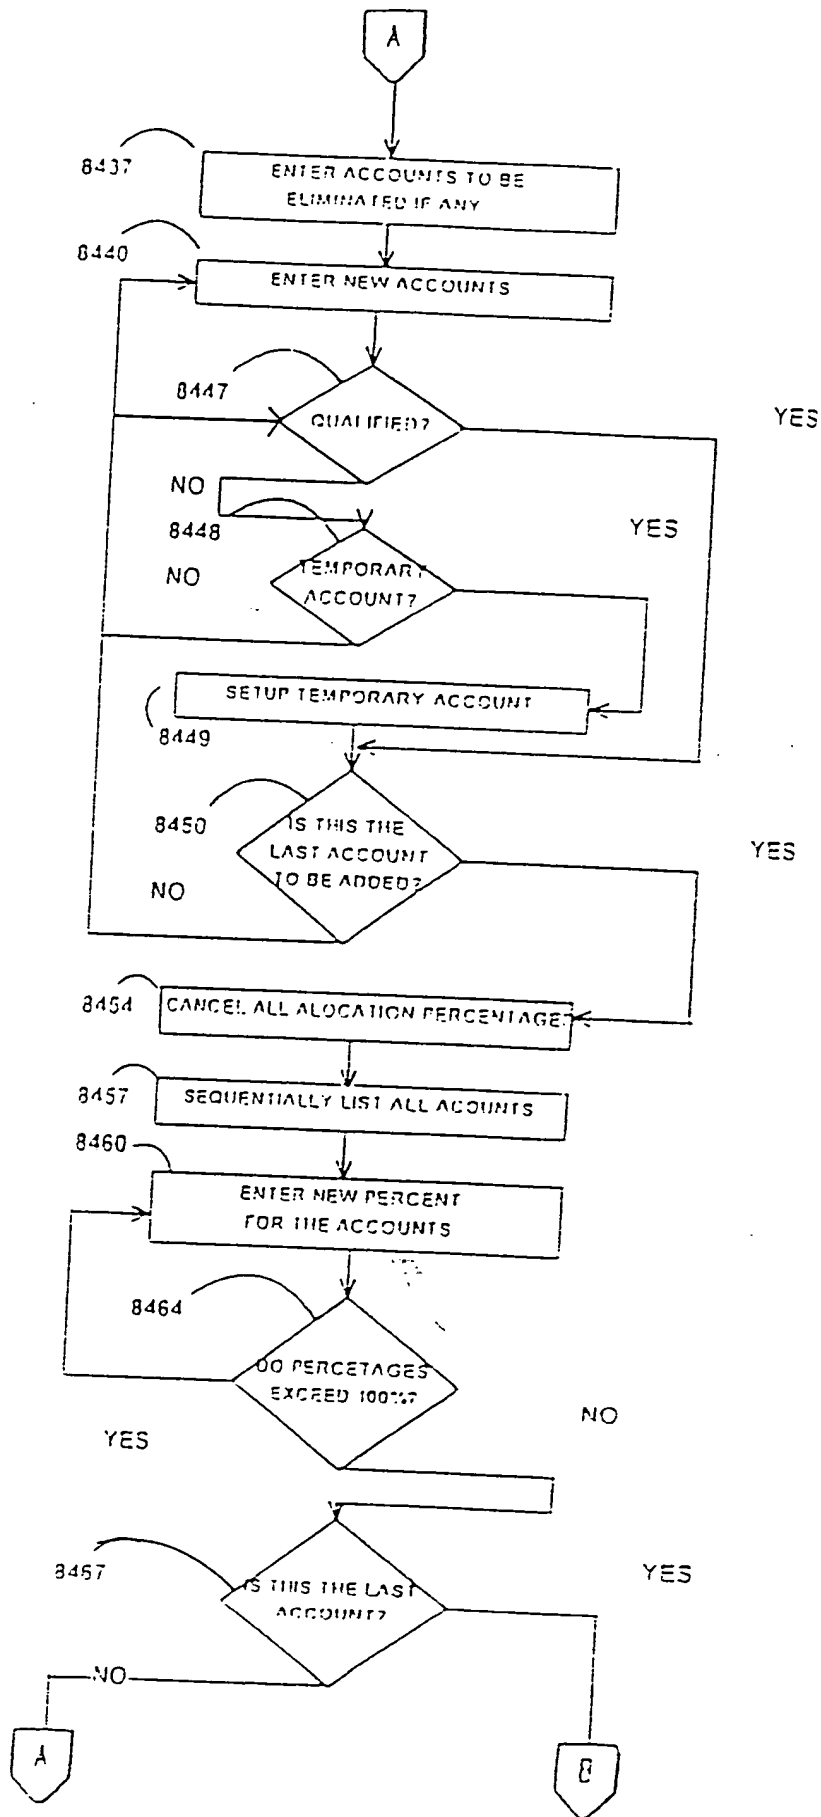 A
8437
ENTER ACCOUNTS TO BE
ELIMINATED IF ANY
8440
ENTER NEW ACCOUNTS
8447
QUALIFIED?
YES
NO
8448
YES
NO
TEMPORARY
ACCOUNT?
SETUP TEMPORARY ACCOUNT
8449
8450
IS THIS THE
LAST ACCOUNT
TO BE ADDED?
YES
NO
8454
CANCEL ALL ALOCATION PERCENTAGE
8457
SEQUENTIALLY LIST ALL ACOUNTS
8460
ENTER NEW PERCENT
FOR THE ACCOUNTS
8464
DO PERCETAGES
EXCEED 100%?
NO
YES
8467
IS THIS THE LAST
ACCOUNT?
YES
NO
A
B